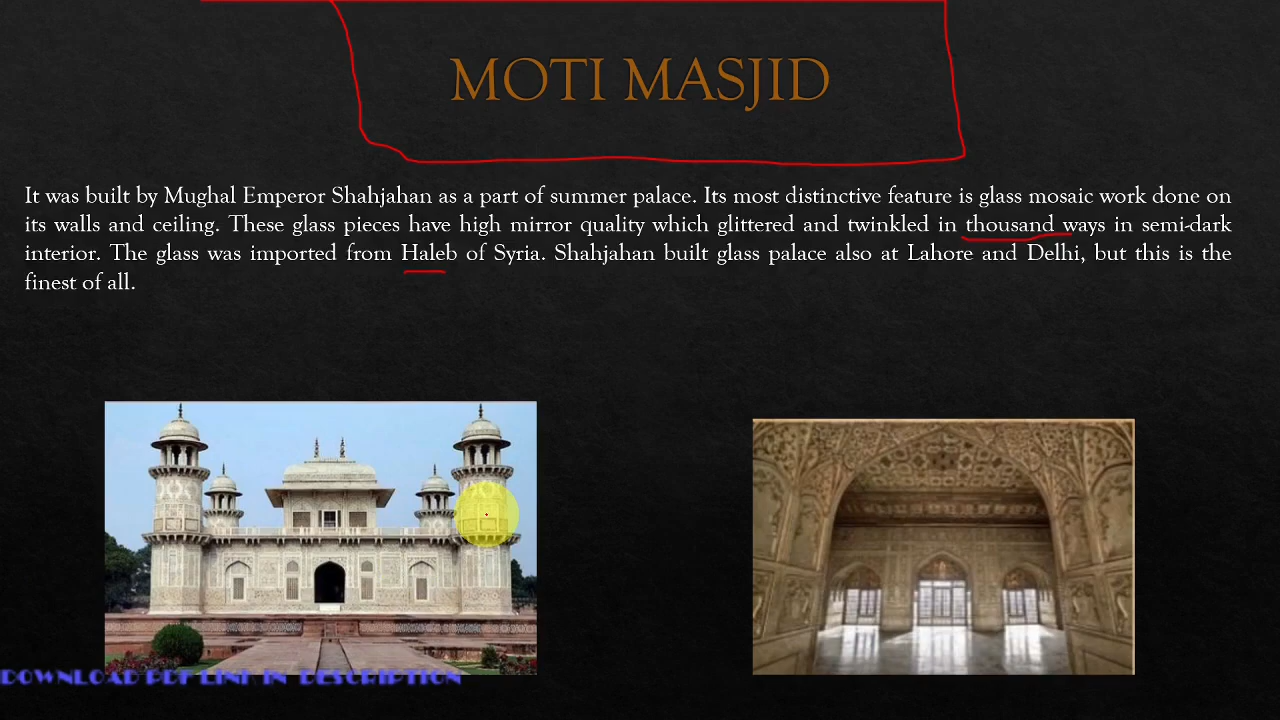 MOTI MASJID
It was built by Mughal Emperor Shahjahan as a part of summer palace. Its most distinctive feature is glass mosaic work done on
its walls and ceiling. These glass pieces have high mirror quality which glittered and twinkled in thousand ways in semi-dark
interior. The glass was imported from Haleb of Syria. Shahjahan built glass palace also at Lahore and Delhi, but this is the
finest of all.
DOWNLOAD PDF LINK IN DESCRIPTION